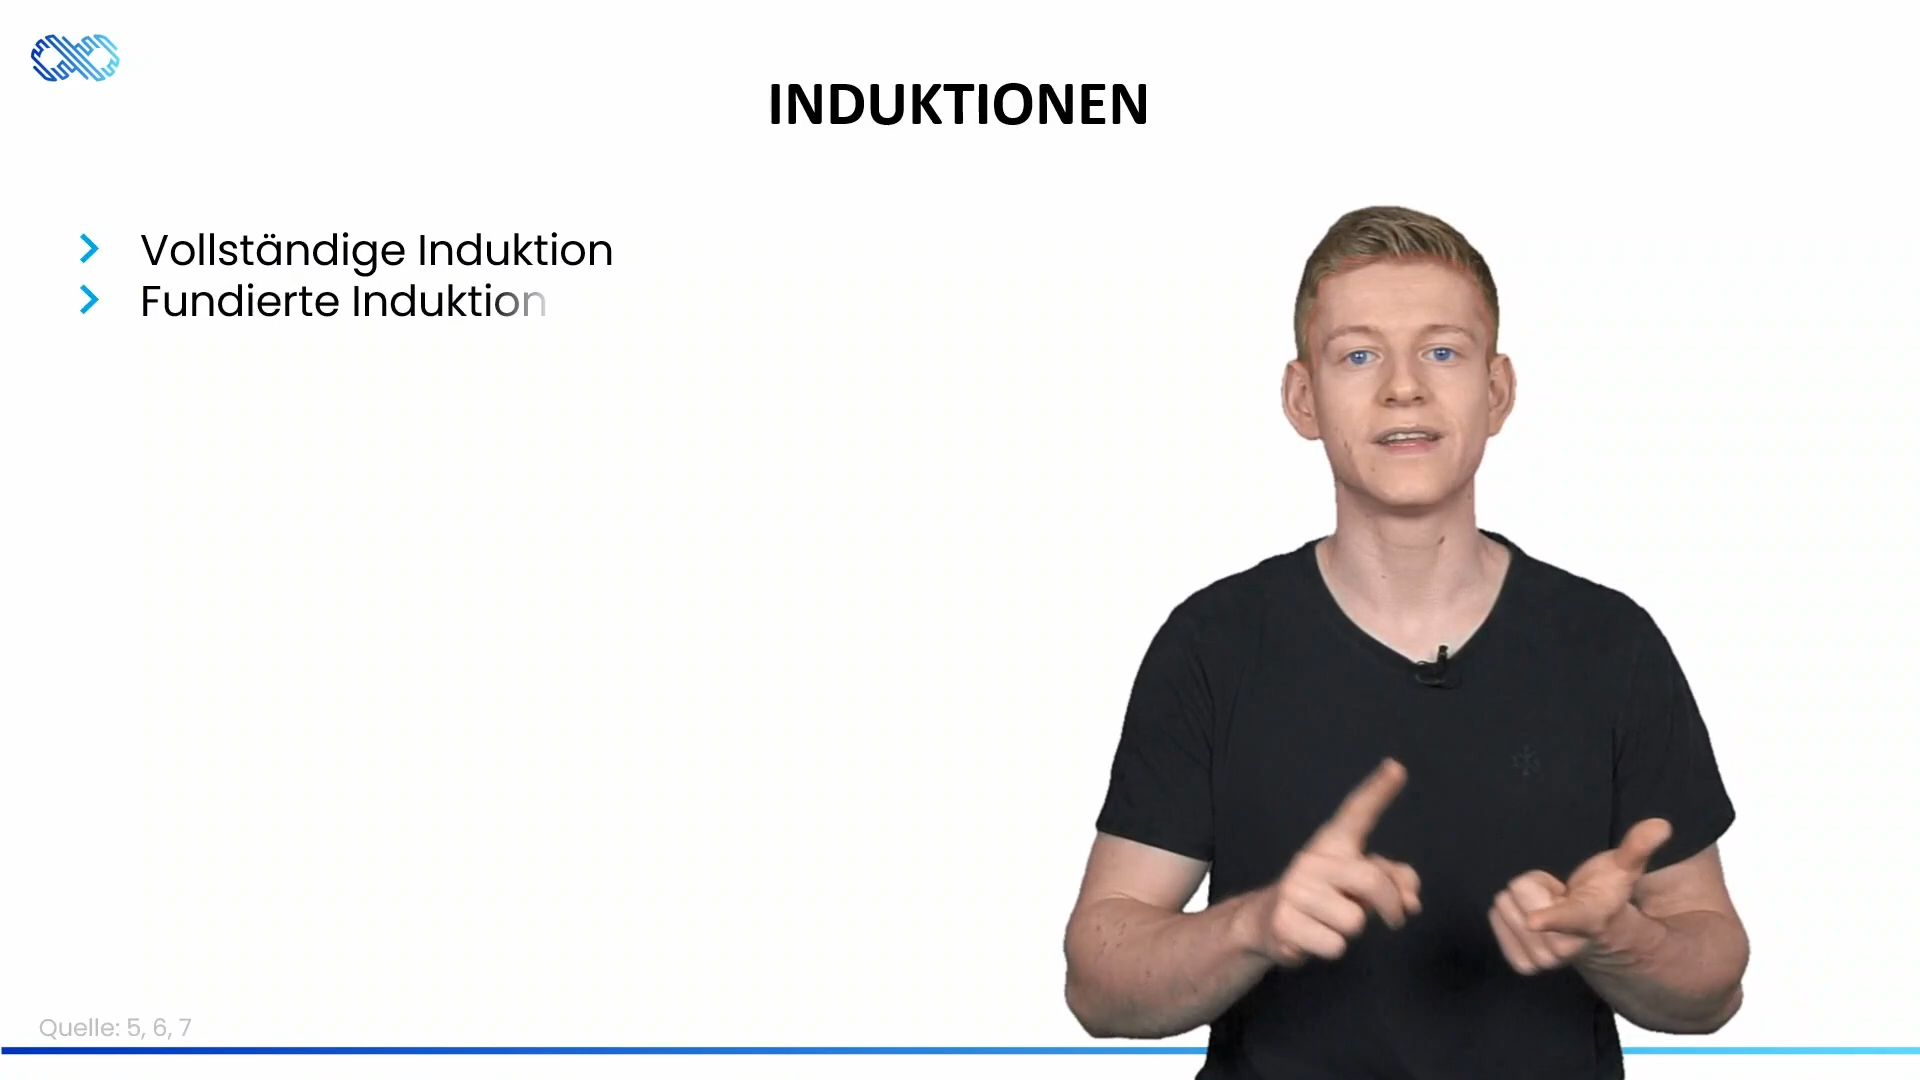 INDUKTIONEN
Vollständige Induktion
Fundierte Induktion
Quelle: 5, 6, 7